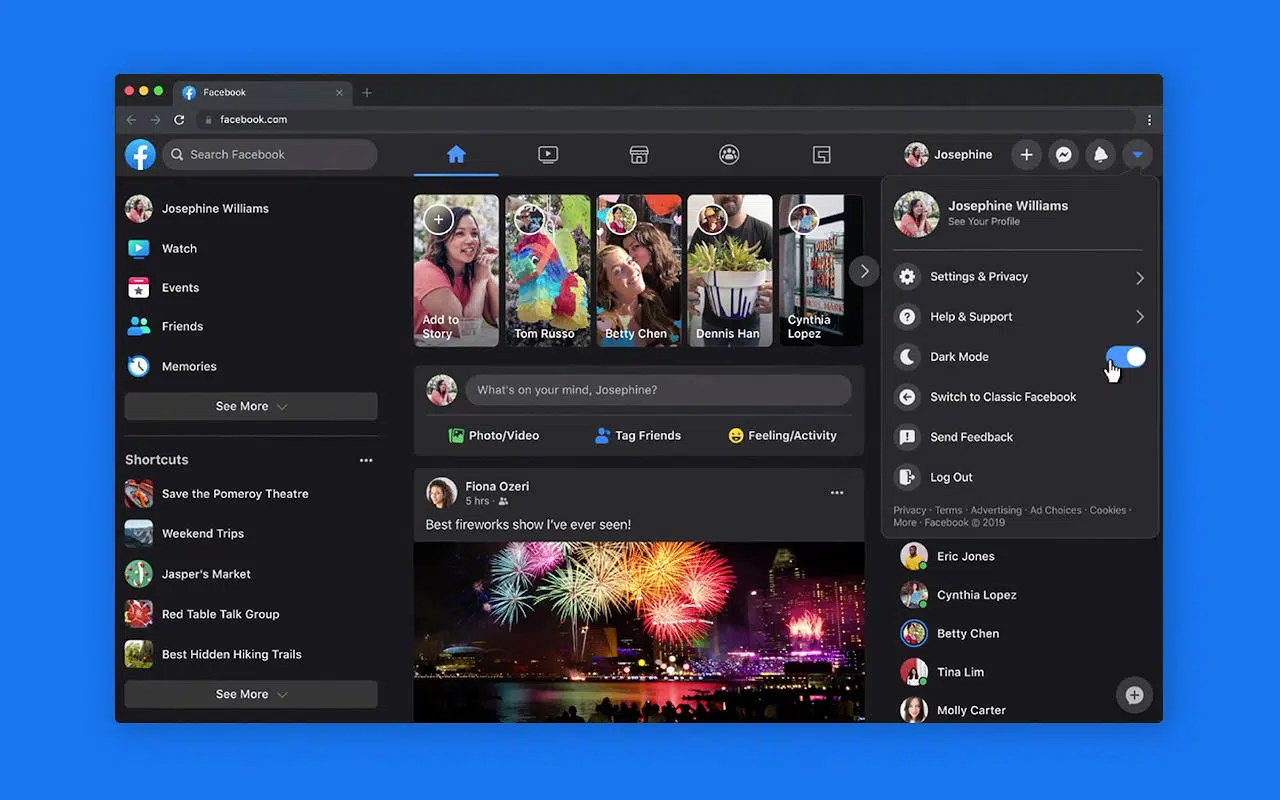 Facebook
facebook.com
Search Facebook
Josephine
Josephine Williams
Watch
Events
Friends
Memories
See More
Shortcuts
Save the Pomeroy Theatre
Weekend Trips
Jasper's Market
Red Table Talk Group
Best Hidden Hiking Trails
See More
Add to
Story
Tom Russo
Betty Chen
Dennis Han
Cynthia
Lopez
What's on your mind, Josephine?
Photo/Video
Tag Friends
Feeling/Activity
Fiona Ozeri
5 hrs ·
Best fireworks show I've ever seen!
Josephine Williams
See Your Profile
Settings & Privacy
Help & Support
Dark Mode
Switch to Classic Facebook
Send Feedback
Log Out
Privacy · Terms · Advertising · Ad Choices · Cookies ·
More · Facebook © 2019
Eric Jones
Cynthia Lopez
Betty Chen
Tina Lim
Molly Carter